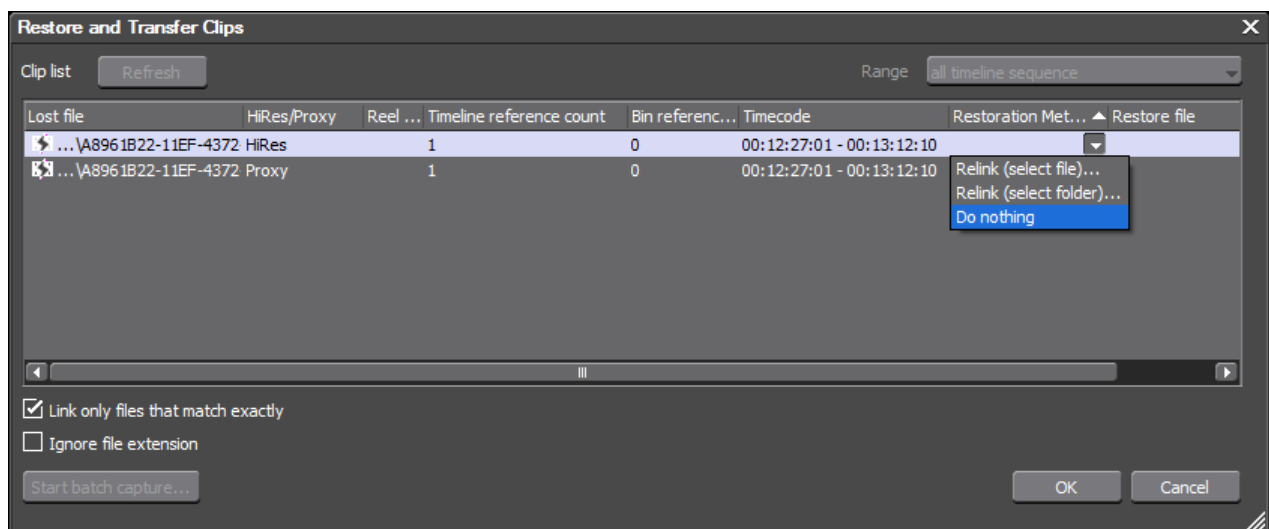 Restore and Transfer Clips
Clip list Refresh Range all timeline sequence
Lost file HiRes/Proxy Reel ... Timeline reference count Bin referenc... Timecode Restoration Met... Restore file
...\A8961B22-11EF-4372 HiRes 1 0 00:12:27:01 - 00:13:12:10
...\A8961B22-11EF-4372 Proxy 1 0 00:12:27:01 - 00:13:12:10
Relink (select file)...
Relink (select folder)...
Do nothing
Link only files that match exactly
Ignore file extension
Start batch capture... OK Cancel